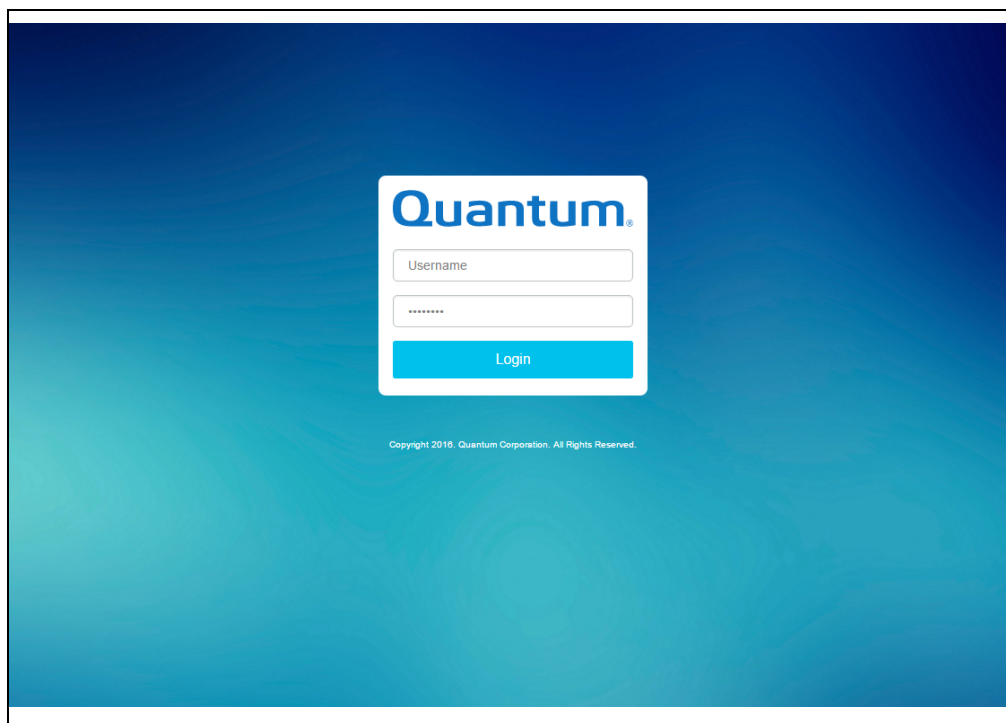 Quantum®
Username
••••••••
Login
Copyright 2016. Quantum Corporation. All Rights Reserved.